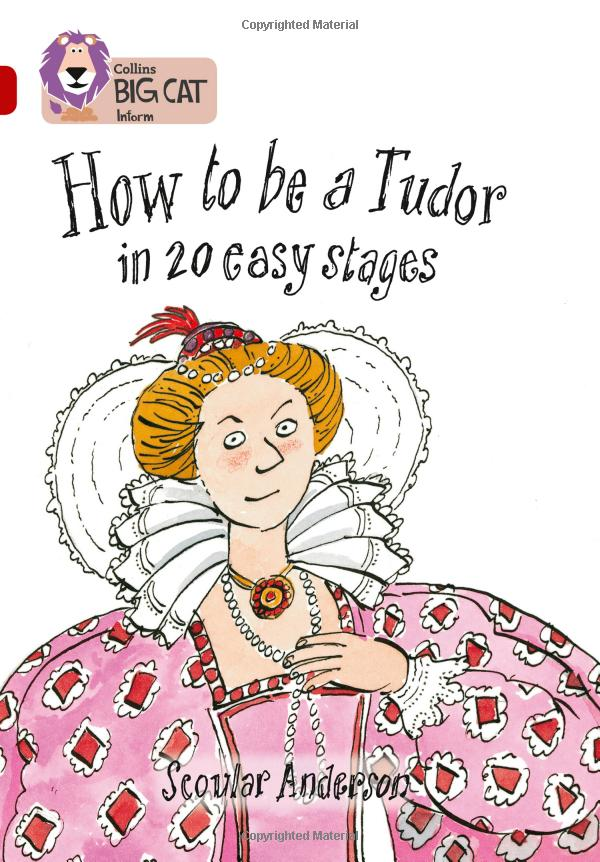 Copyrighted Material
Collins
BIG CAT
Inform
How to be a Tudor
in 20 easy stages
Scoular Anderson
Copyrighted Material